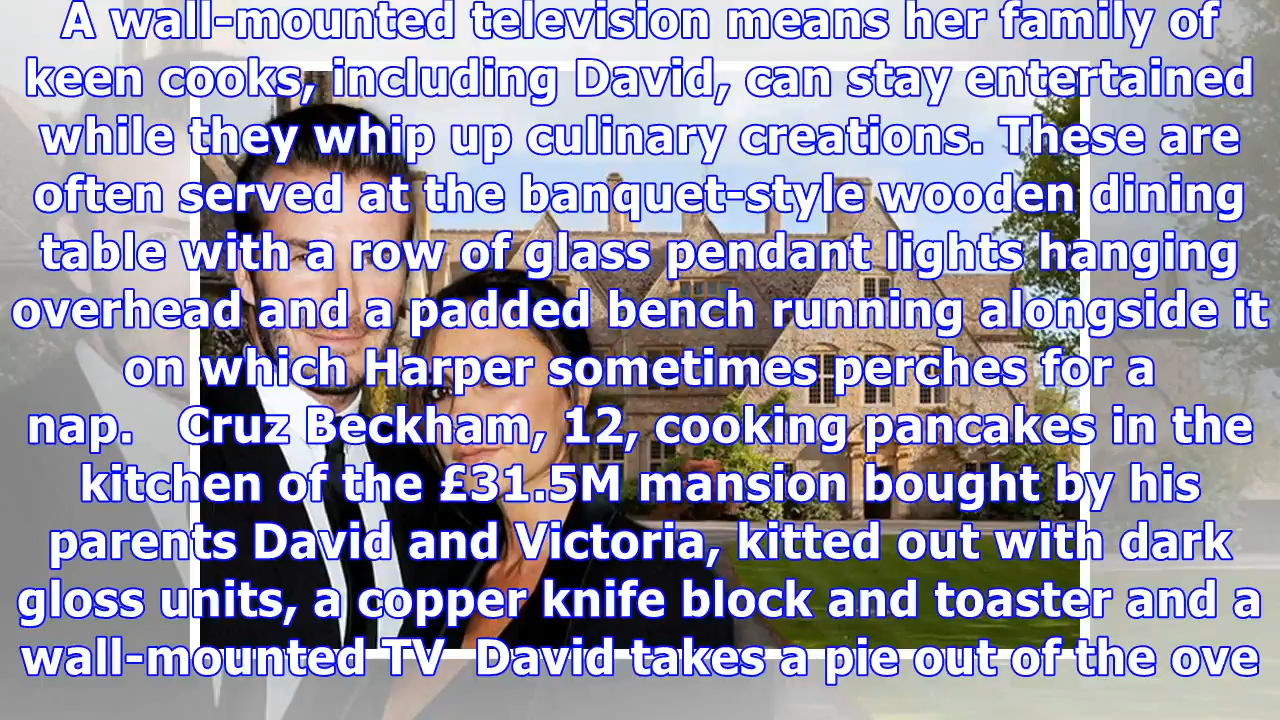 A wall-mounted television means her family of
keen cooks, including David, can stay entertained
while they whip up culinary creations. These are
often served at the banquet-style wooden dining
table with a row of glass pendant lights hanging
overhead and a padded bench running alongside it
on which Harper sometimes perches for a
nap.   Cruz Beckham, 12, cooking pancakes in the
kitchen of the £31.5M mansion bought by his
parents David and Victoria, kitted out with dark
gloss units, a copper knife block and toaster and a
wall-mounted TV  David takes a pie out of the ove